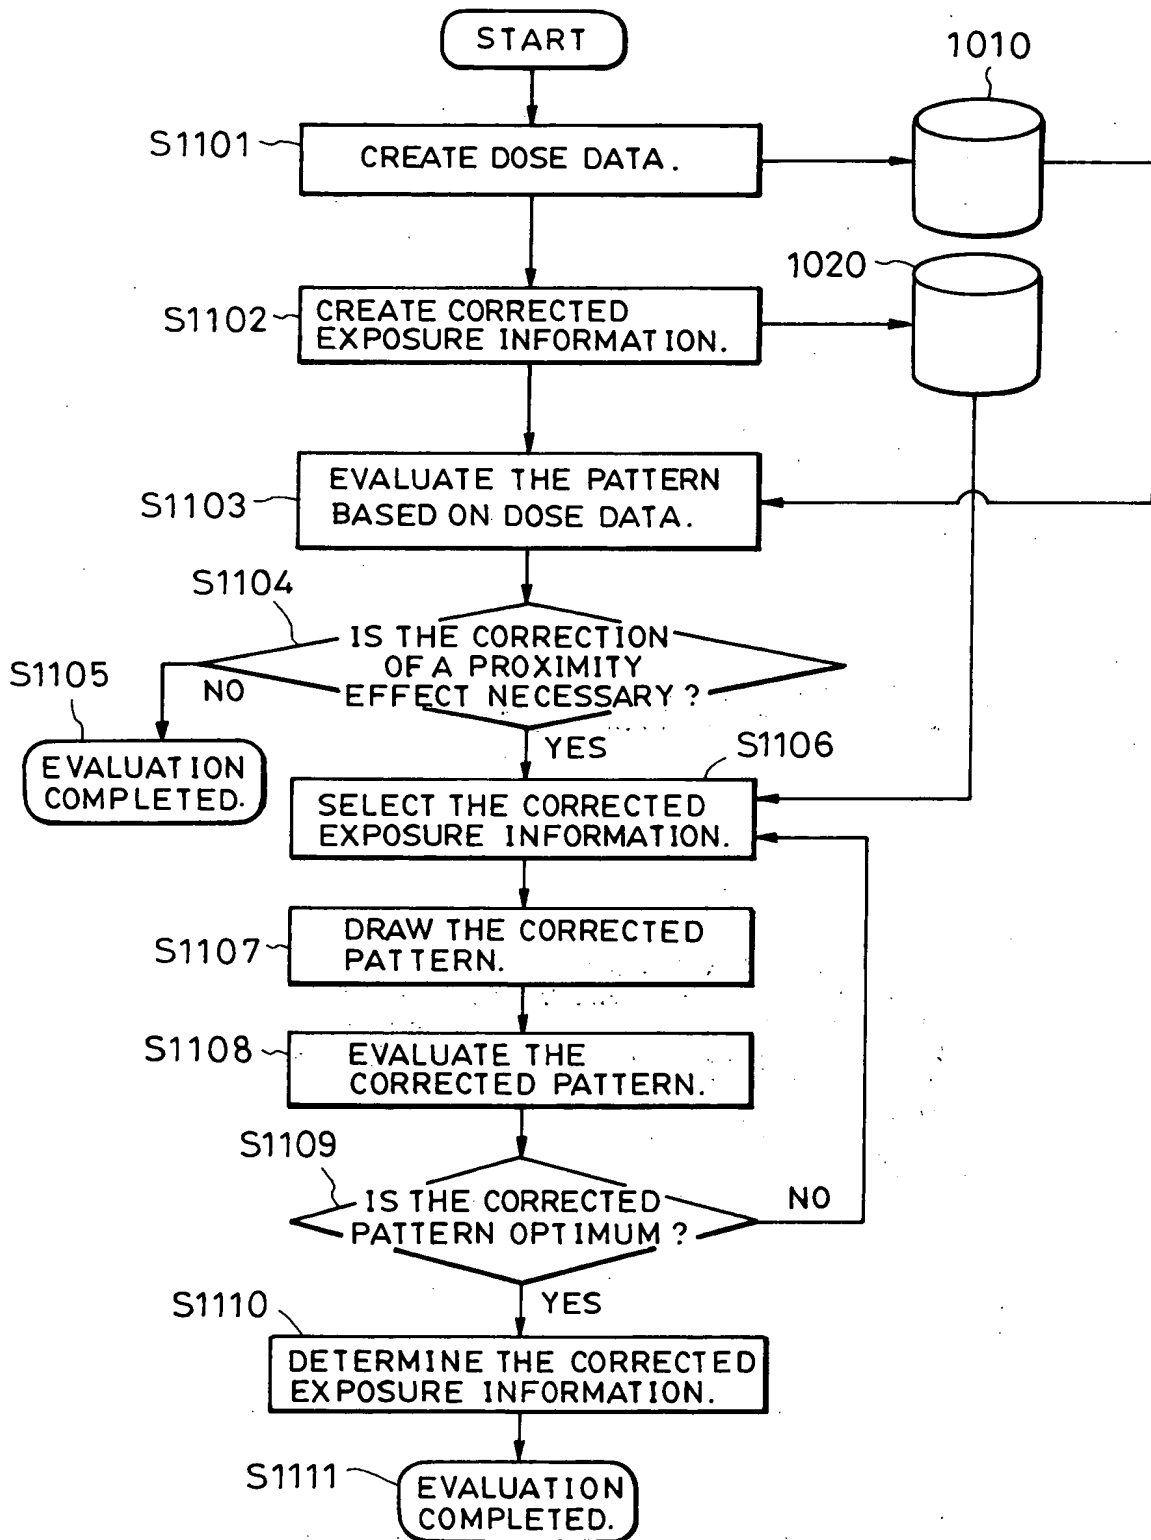 START
1010
S1101
CREATE DOSE DATA.
1020
S1102
CREATE CORRECTED
EXPOSURE INFORMATION.
S1103
EVALUATE THE PATTERN
BASED ON DOSE DATA.
S1104
IS THE CORRECTION
OF A PROXIMITY
EFFECT NECESSARY?
NO
S1105
EVALUATION
COMPLETED.
YES
S1106
SELECT THE CORRECTED
EXPOSURE INFORMATION.
S1107
DRAW THE CORRECTED
PATTERN.
S1108
EVALUATE THE
CORRECTED PATTERN.
S1109
IS THE CORRECTED
PATTERN OPTIMUM?
NO
YES
S1110
DETERMINE THE CORRECTED
EXPOSURE INFORMATION.
S1111
EVALUATION
COMPLETED.